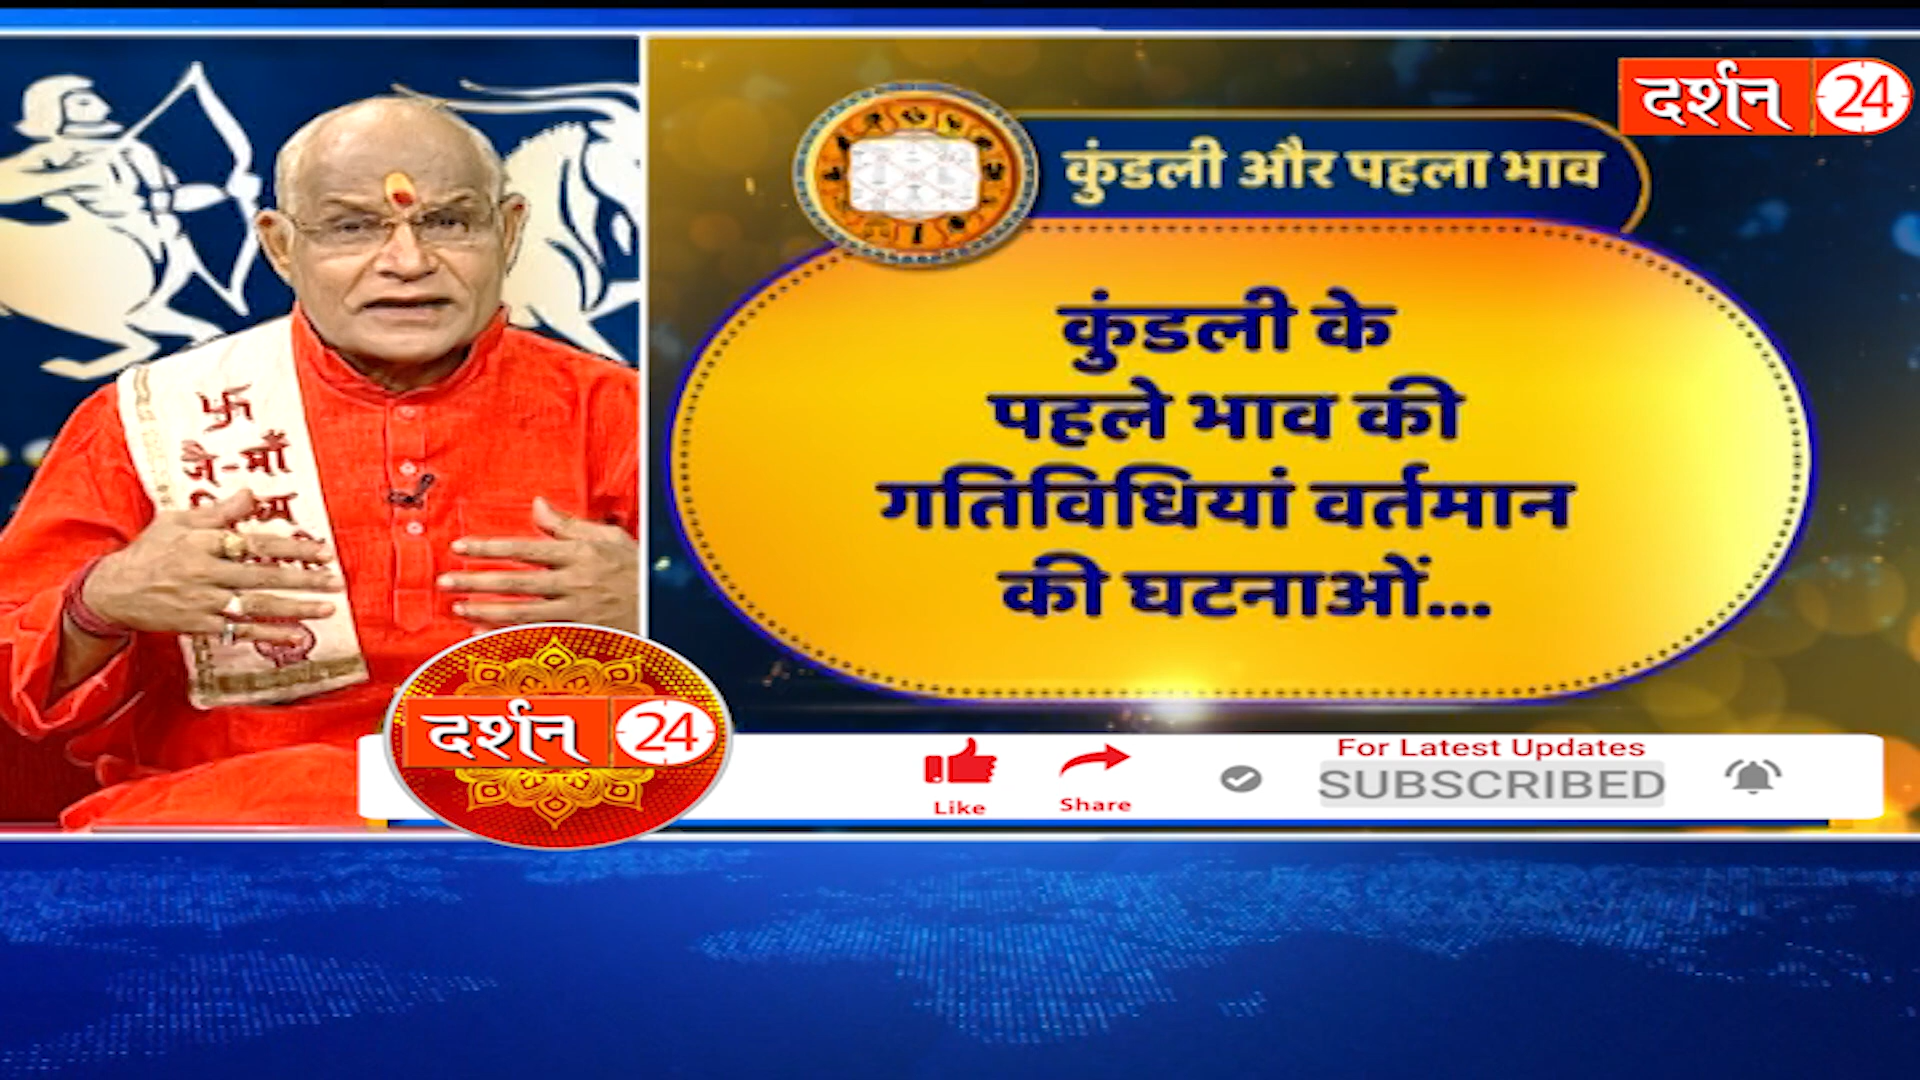 दर्शन 24
कुंडली और पहला भाव
कुंडली के
पहले भाव की
गतिविधियां वर्तमान
की घटनाओं...
जै-माँ
दर्शन 24
Like
Share
For Latest Updates
SUBSCRIBED